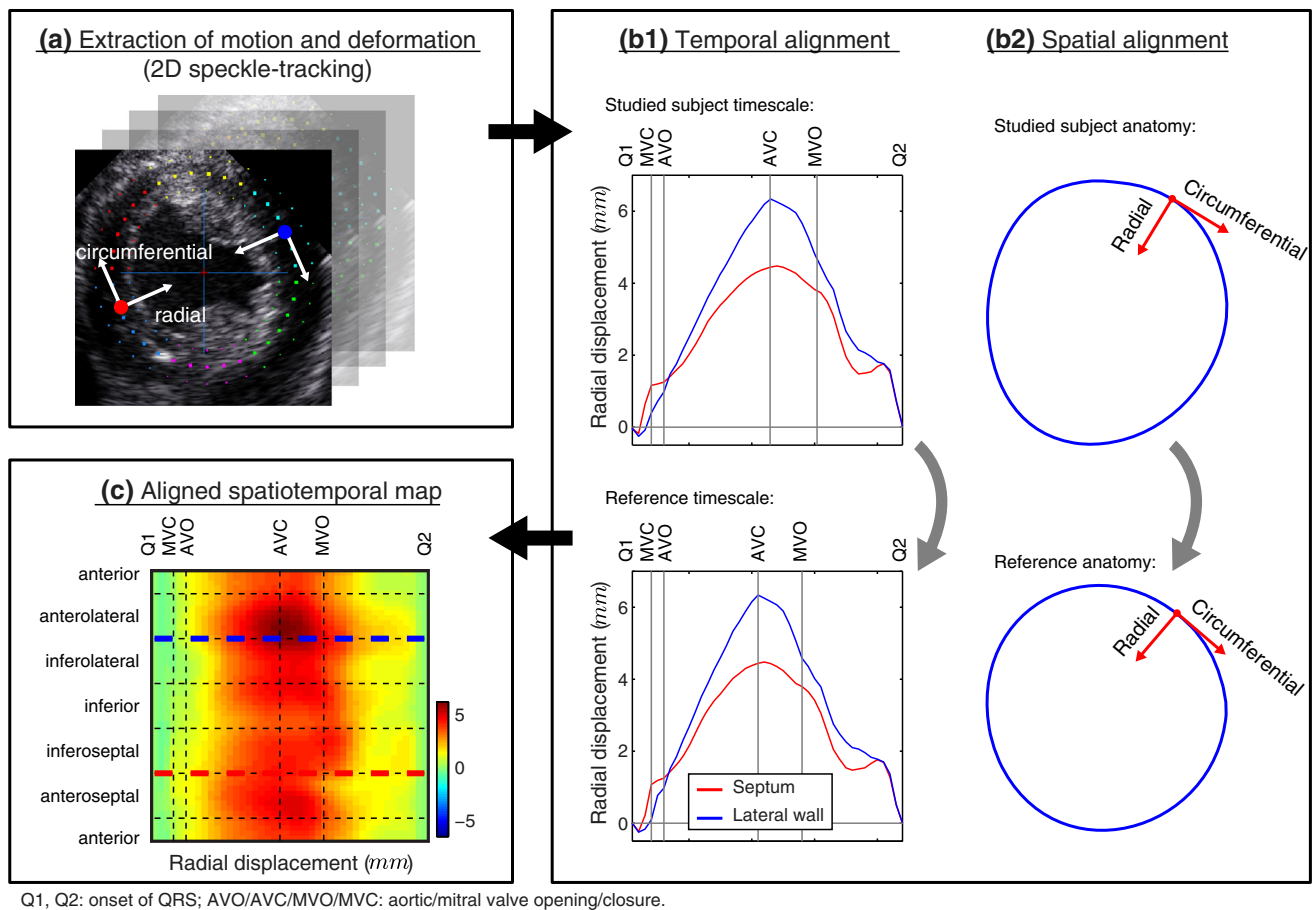 (a) Extraction of motion and deformation
(2D speckle-tracking)
circumferential
radial
(b1) Temporal alignment
Studied subject timescale:
Q1
MVC
AVO
AVC
MVO
Q2
Radial displacement (mm)
6
4
2
0
Reference timescale:
Q1
MVC
AVO
AVC
MVO
Q2
Radial displacement (mm)
6
4
2
0
Septum
Lateral wall
(b2) Spatial alignment
Studied subject anatomy:
Radial
Circumferential
Reference anatomy:
Radial
Circumferential
(c) Aligned spatiotemporal map
Q1
MVC
AVO
AVC
MVO
Q2
anterior
anterolateral
inferolateral
inferior
inferoseptal
anteroseptal
anterior
5
0
−5
Radial displacement (mm)
Q1, Q2: onset of QRS; AVO/AVC/MVO/MVC: aortic/mitral valve opening/closure.